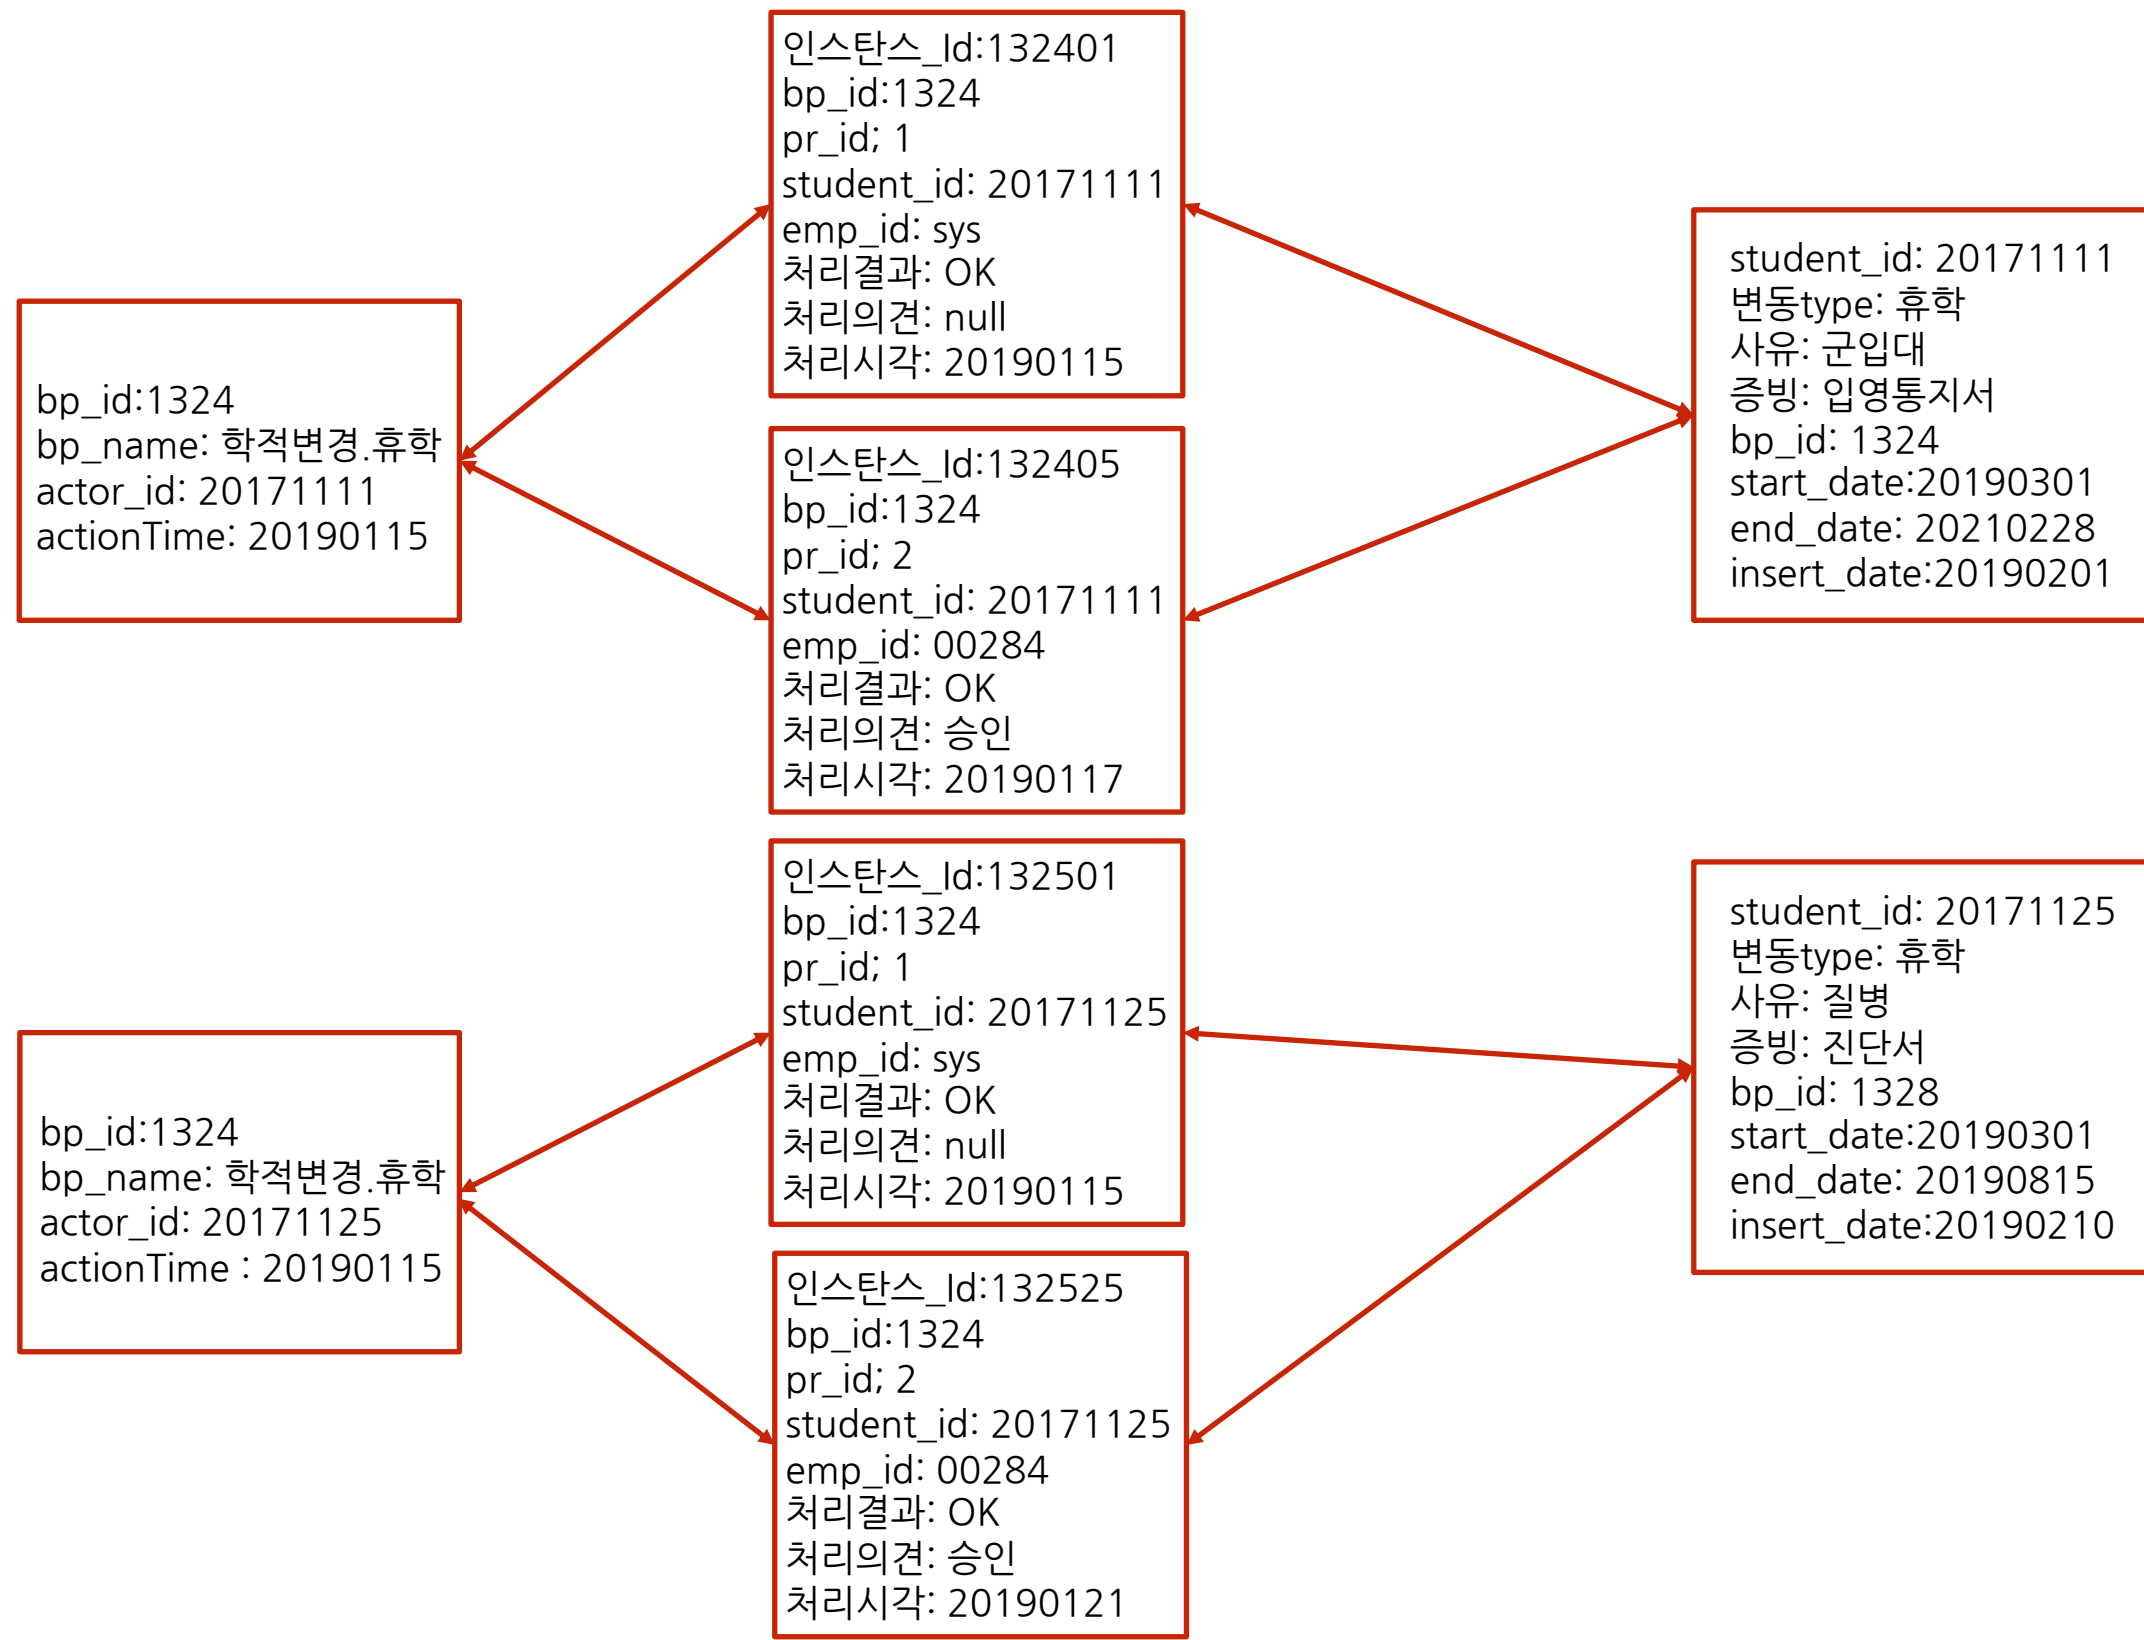 인스탄스_Id:132401
bp_id:1324
pr_id; 1
student_id: 20171111
emp_id: sys
처리결과: OK
처리의견: null
처리시각: 20190115
bp_id:1324
bp_name: 학적변경.휴학
actor_id: 20171111
actionTime: 20190115
인스탄스_Id:132405
bp_id:1324
pr_id; 2
student_id: 20171111
emp_id: 00284
처리결과: OK
처리의견: 승인
처리시각: 20190117
student_id: 20171111
변동type: 휴학
사유: 군입대
증빙: 입영통지서
bp_id: 1324
start_date:20190301
end_date: 20210228
insert_date:20190201
인스탄스_Id:132501
bp_id:1324
pr_id; 1
student_id: 20171125
emp_id: sys
처리결과: OK
처리의견: null
처리시각: 20190115
bp_id:1324
bp_name: 학적변경.휴학
actor_id: 20171125
actionTime : 20190115
인스탄스_Id:132525
bp_id:1324
pr_id; 2
student_id: 20171125
emp_id: 00284
처리결과: OK
처리의견: 승인
처리시각: 20190121
student_id: 20171125
변동type: 휴학
사유: 질병
증빙: 진단서
bp_id: 1328
start_date:20190301
end_date: 20190815
insert_date:20190210